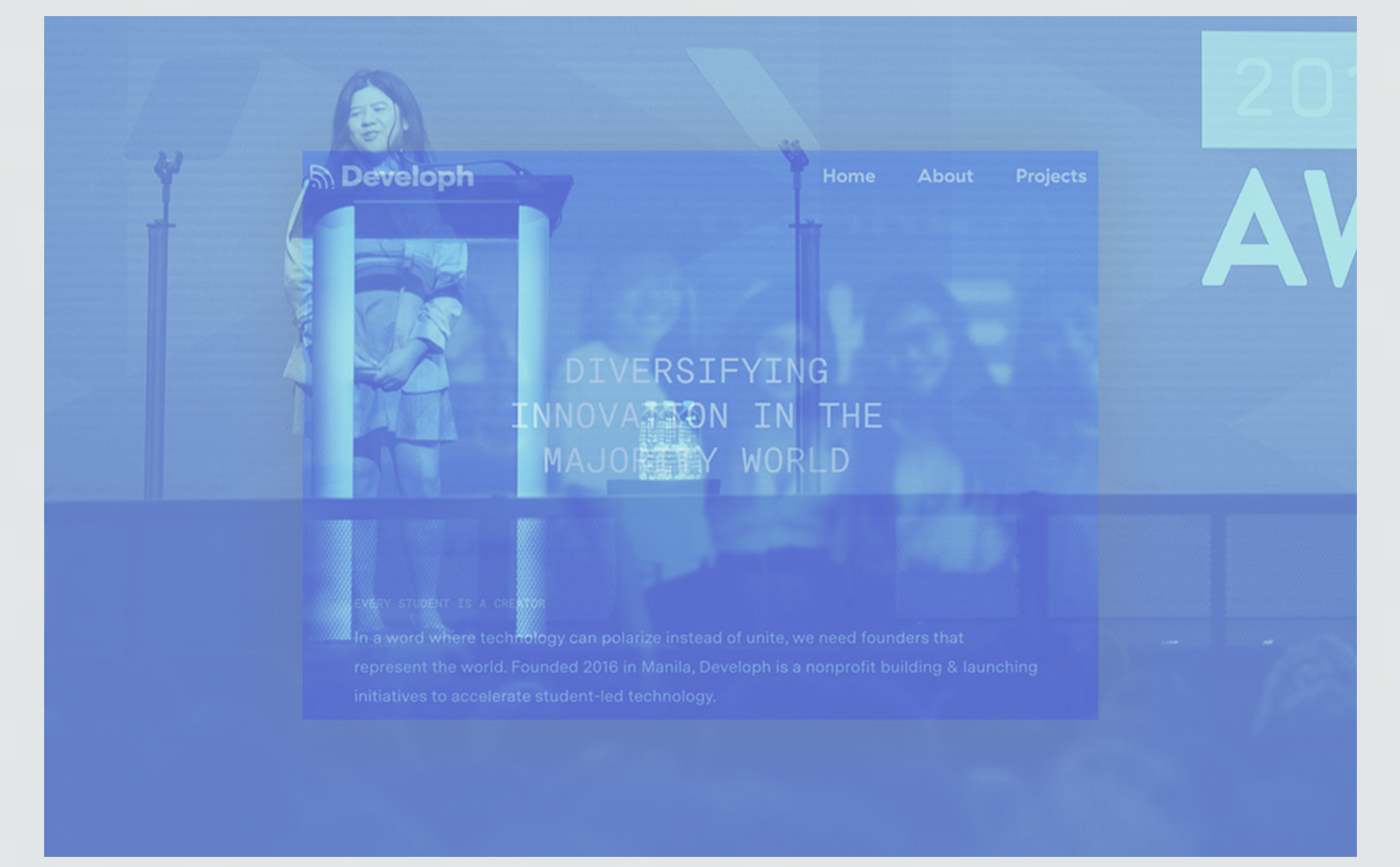 Developh
Home About Projects
AW
DIVERSIFYING
INNOVATION IN THE
MAJORITY WORLD
EVERY STUDENT IS A CREATOR
In a word where technology can polarize instead of unite, we need founders that
represent the world. Founded 2016 in Manila, Developh is a nonprofit building & launching
initiatives to accelerate student-led technology.